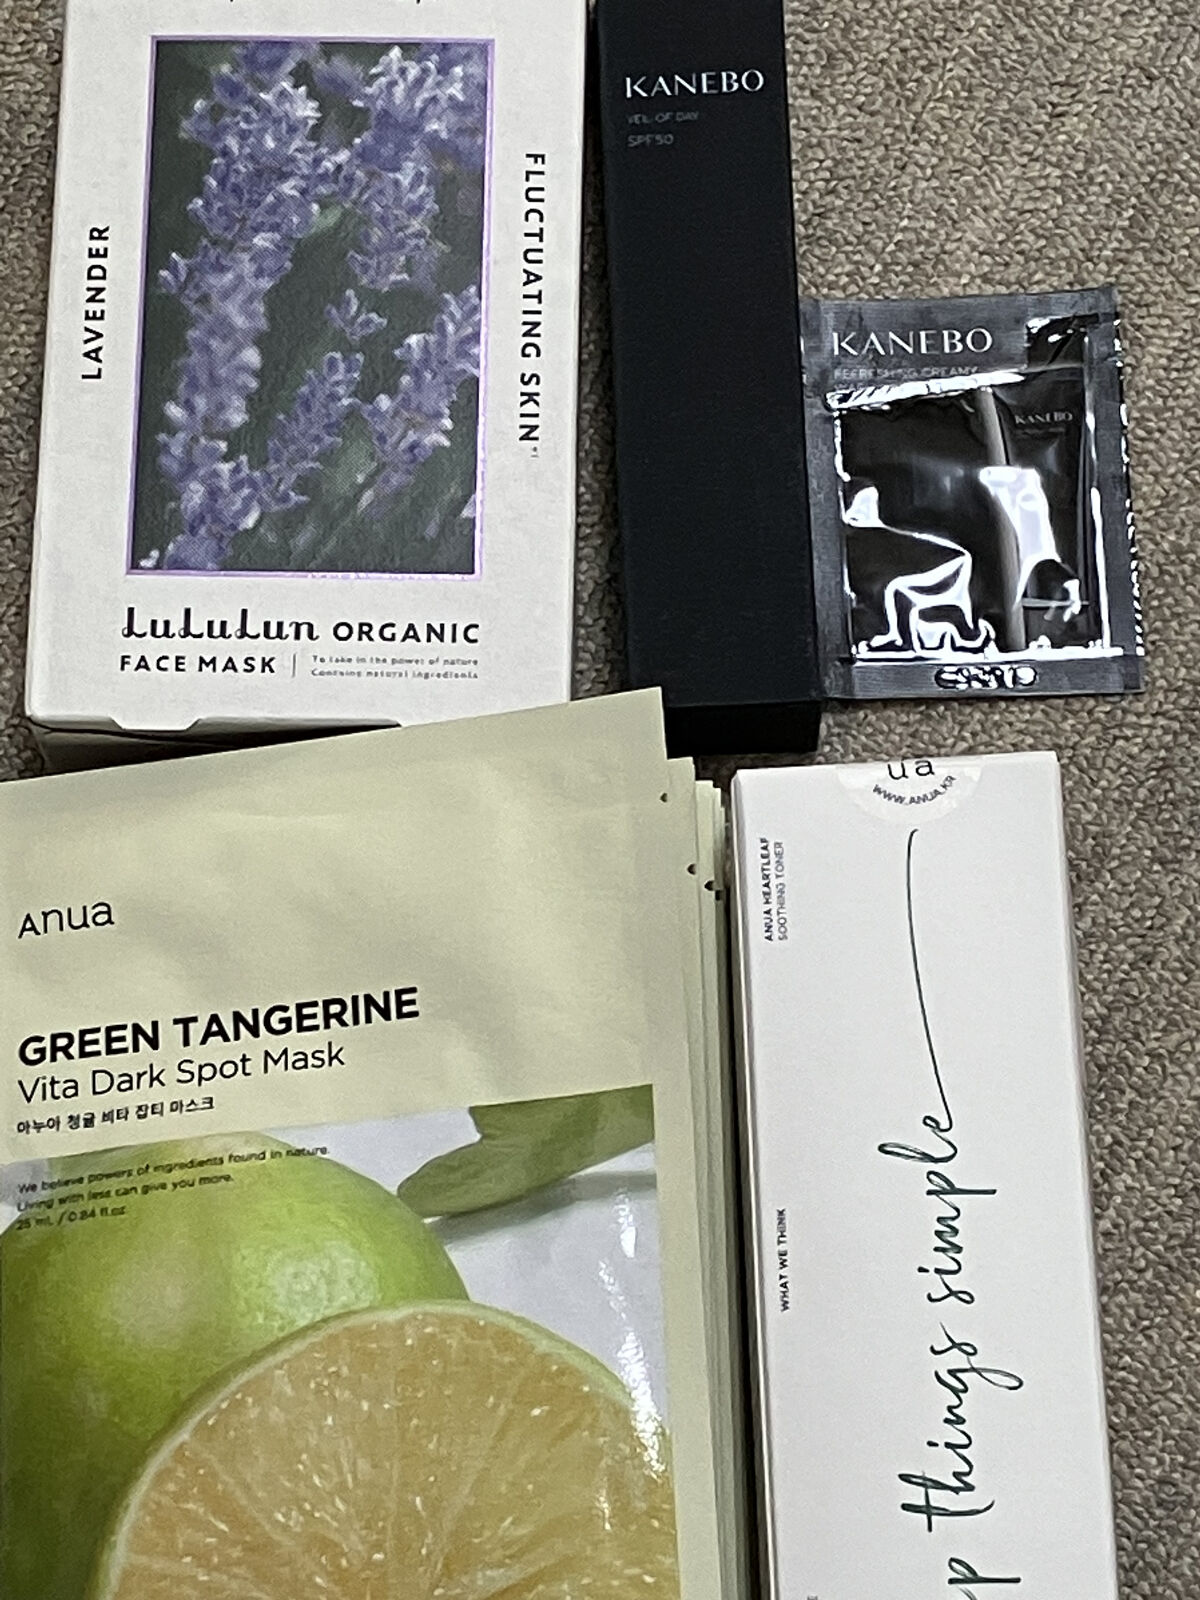 LAVENDER
FLUCTUATING SKIN*1
LuLuLun ORGANIC
FACE MASK
To take in the power of nature
Contains natural ingredients
KANEBO
VEIL OF DAY
SPF50
KANEBO
REFRESHING CREAMY
KANEBO
Anua
GREEN TANGERINE
Vita Dark Spot Mask
아누아 청귤 비타 잡티 마스크
We believe powers of ingredients found in nature.
Living with less can give you more.
25 mL / 0.84 fl.oz
ua
WWW.ANUA.KR
ANUA HEARTLEAF
SOOTHING TONER
WHAT WE THINK
p things simple